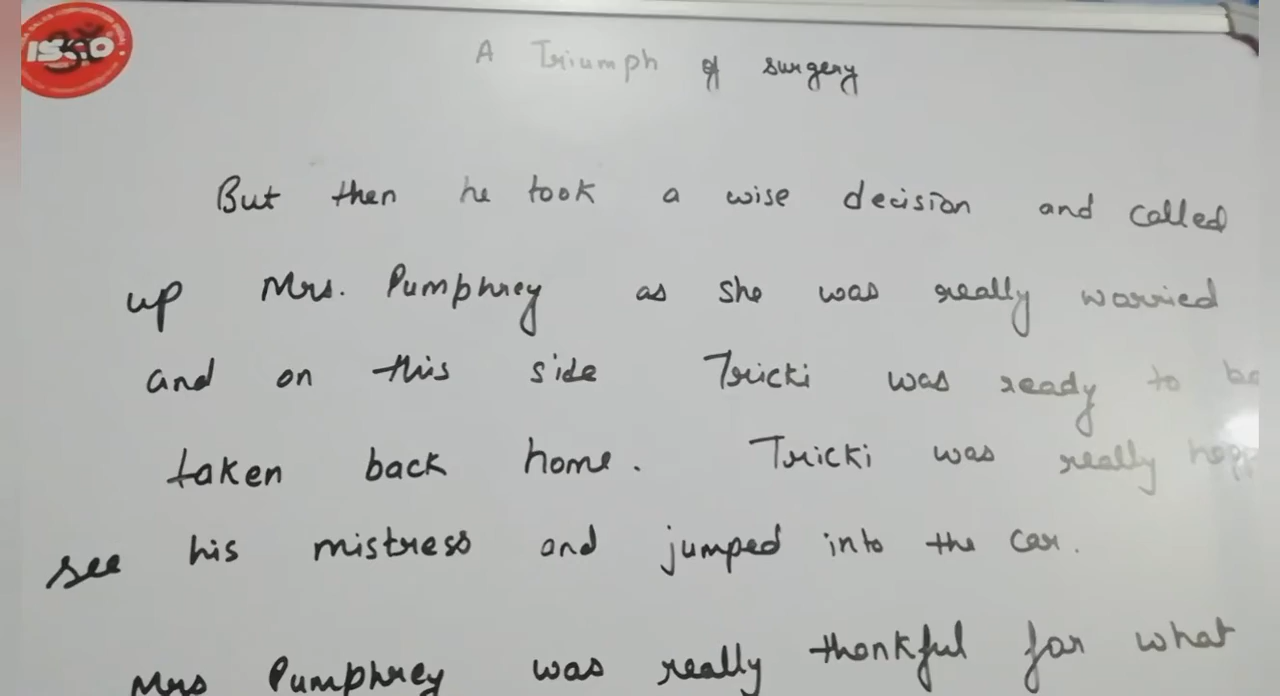 ISKO
A Triumph of surgery
But then he took a wise decision and called
up Mrs. Pumphrey as she was really worried
and on this side Tricki was ready to be
taken back home. Tricki was really
see his mistress and jumped into the car.
Mrs Pumphrey was really thankful for what